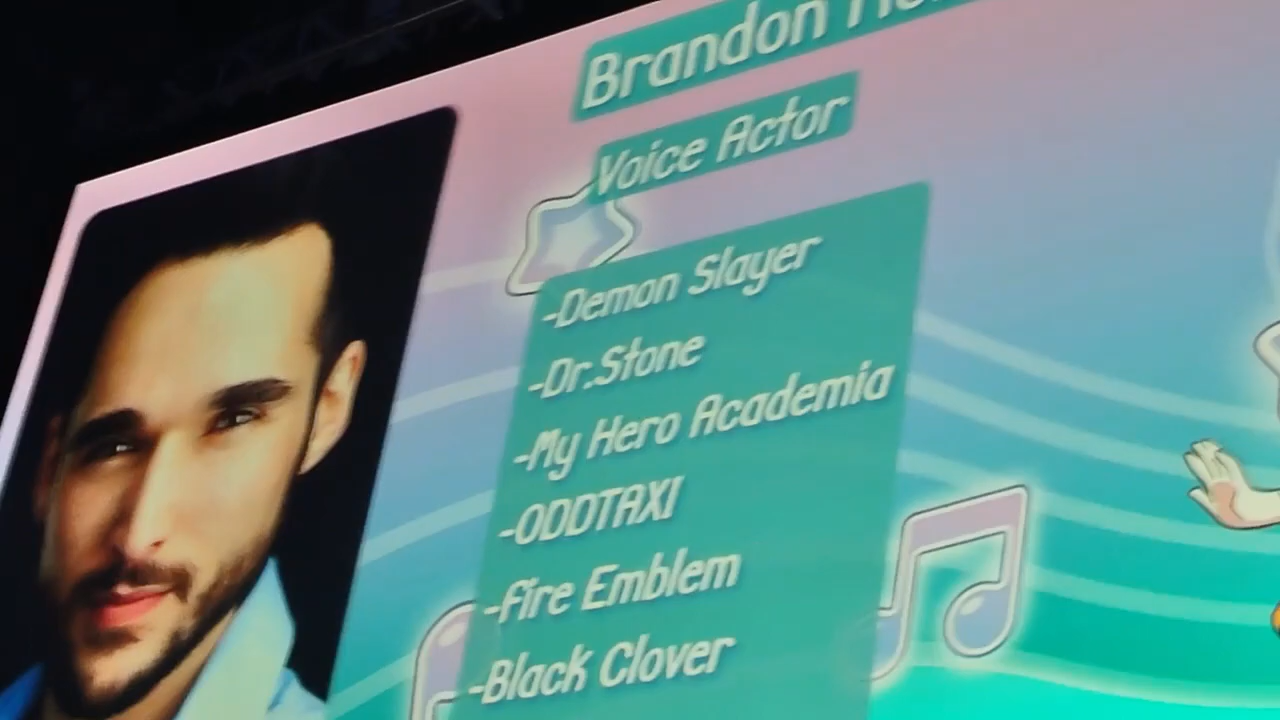 Brandon
Voice Actor
-Demon Slayer
-Dr.Stone
-My Hero Academia
-ODDTAXI
-Fire Emblem
-Black Clover